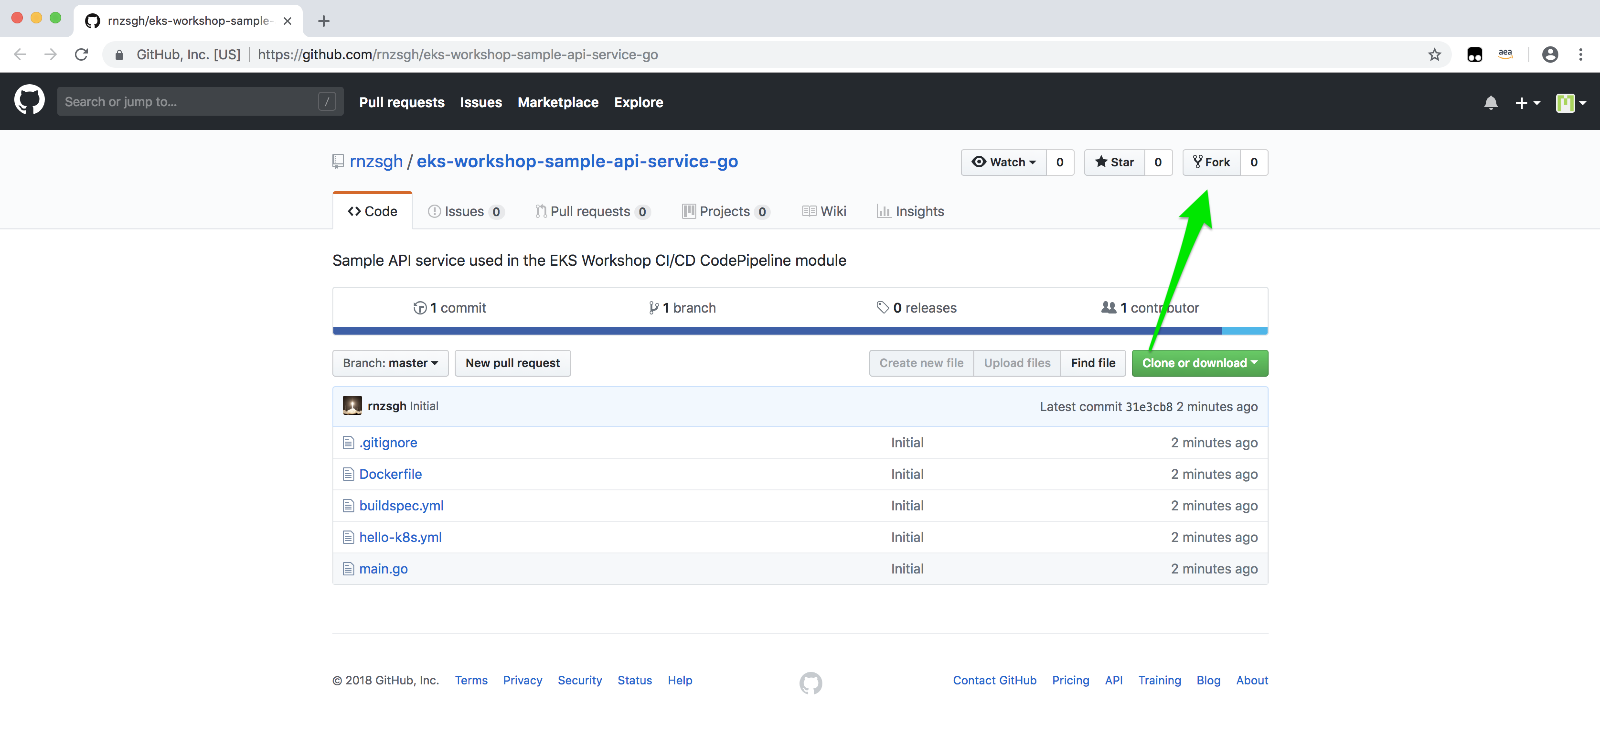 rnzsgh/eks-workshop-sample-
GitHub, Inc. [US] https://github.com/rnzsgh/eks-workshop-sample-api-service-go aea
Search or jump to... / Pull requests Issues Marketplace Explore
rnzsgh / eks-workshop-sample-api-service-go Watch 0 Star 0 Fork 0
Code Issues 0 Pull requests 0 Projects 0 Wiki Insights
Sample API service used in the EKS Workshop CI/CD CodePipeline module
1 commit 1 branch 0 releases 1 contributor
Branch: master New pull request Create new file Upload files Find file Clone or download
rnzsgh Initial Latest commit 31e3cb8 2 minutes ago
.gitignore Initial 2 minutes ago
Dockerfile Initial 2 minutes ago
buildspec.yml Initial 2 minutes ago
hello-k8s.yml Initial 2 minutes ago
main.go Initial 2 minutes ago
© 2018 GitHub, Inc. Terms Privacy Security Status Help Contact GitHub Pricing API Training Blog About